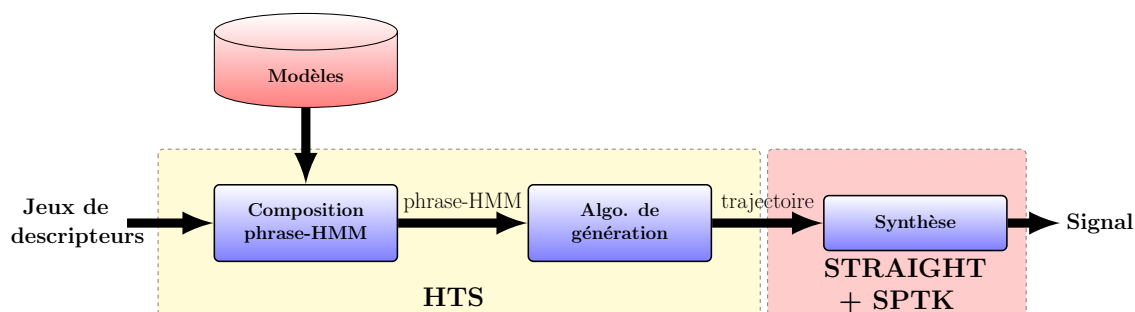 Modèles
Jeux de
descripteurs
Composition
phrase-HMM
phrase-HMM
Algo. de
génération
trajectoire
Synthèse
Signal
HTS
STRAIGHT
+ SPTK